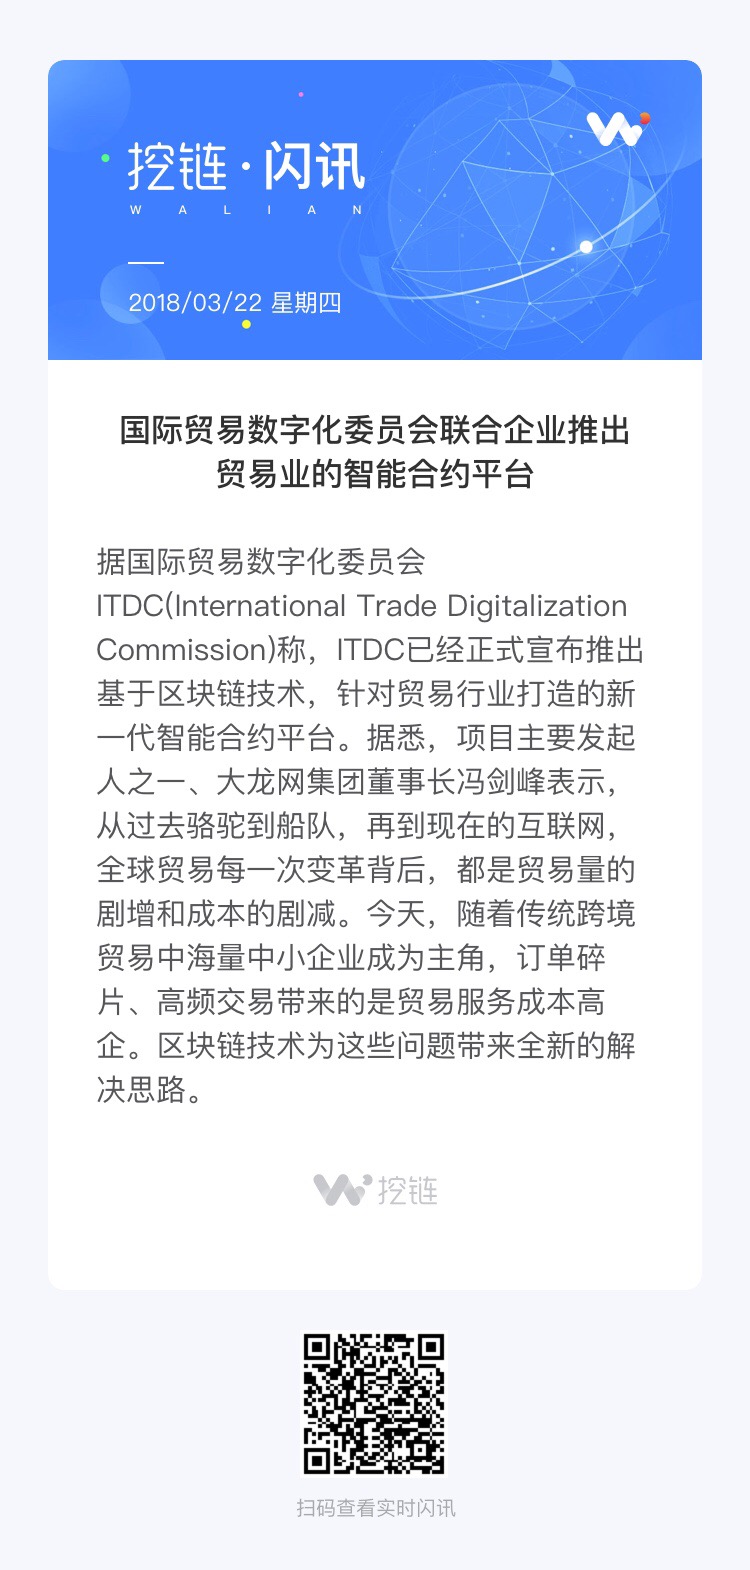 挖链·闪讯
WALIAN
2018/03/22 星期四
国际贸易数字化委员会联合企业推出
贸易业的智能合约平台
据国际贸易数字化委员会
ITDC(International Trade Digitalization
Commission)称，ITDC已经正式宣布推出
基于区块链技术，针对贸易行业打造的新
一代智能合约平台。据悉，项目主要发起
人之一、大龙网集团董事长冯剑峰表示，
从过去骆驼到船队，再到现在的互联网，
全球贸易每一次变革背后，都是贸易量的
剧增和成本的剧减。今天，随着传统跨境
贸易中海量中小企业成为主角，订单碎
片、高频交易带来的是贸易服务成本高
企。区块链技术为这些问题带来全新的解
决思路。
挖链
扫码查看实时闪讯